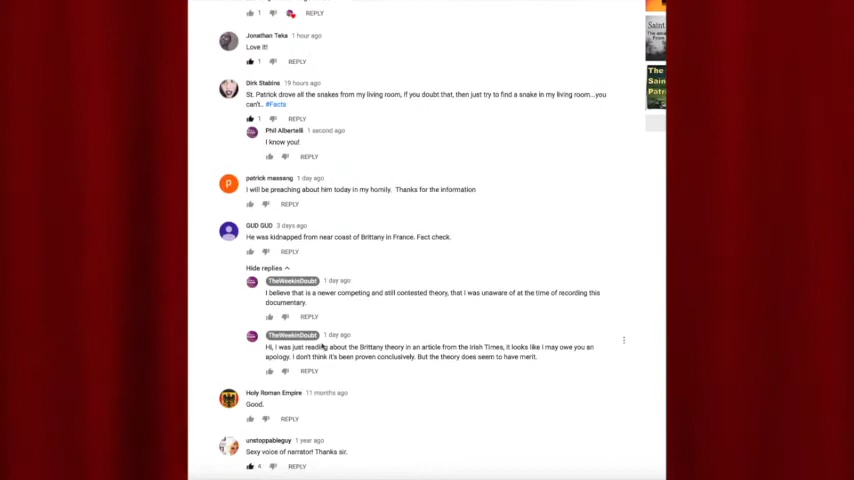 1 REPLY
Jonathan Teka 1 hour ago
Love it!
1 REPLY
Dirk Stabins 19 hours ago
St. Patrick drove all the snakes from my living room, if you doubt that, then just try to find a snake in my living room...you
can't.. #Facts
1 REPLY
Phil Albertelli 1 second ago
I know you!
REPLY
patrick massang 1 day ago
I will be preaching about him today in my homily. Thanks for the information
REPLY
GUD GUD 3 days ago
He was kidnapped from near coast of Brittany in France. Fact check.
REPLY
Hide replies
TheWeekinDoubt 1 day ago
I believe that is a newer competing and still contested theory, that I was unaware of at the time of recording this
documentary.
REPLY
TheWeekinDoubt 1 day ago
Hi, I was just reading about the Brittany theory in an article from the Irish Times, it looks like I may owe you an
apology. I don't think it's been proven conclusively. But the theory does seem to have merit.
REPLY
Holy Roman Empire 11 months ago
Good.
REPLY
unstoppableguy 1 year ago
Sexy voice of narrator! Thanks sir.
4 REPLY
Saint
The
From
The
Sain
Patri